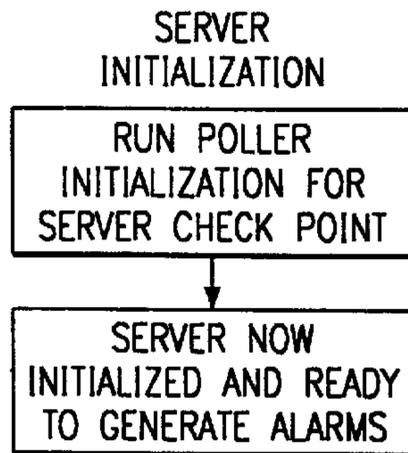 SERVER
INITIALIZATION
RUN POLLER
INITIALIZATION FOR
SERVER CHECK POINT
SERVER NOW
INITIALIZED AND READY
TO GENERATE ALARMS